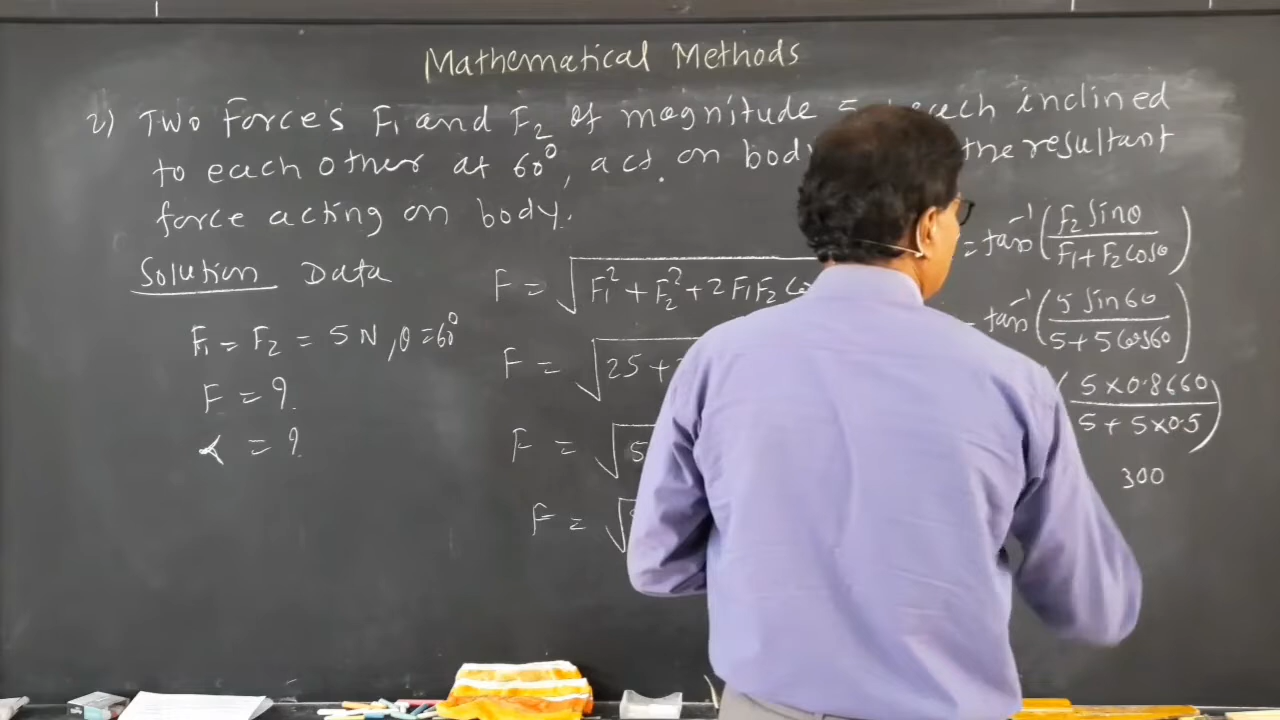 Mathematical Methods
2) Two Forces F₁ and F₂ of magnitude 5 each inclined
to each other at 60°, act on body the resultant
force acting on body.
Solution Data
F₁ = F₂ = 5N, θ = 60°
F = ?
α = ?
F = √F₁² + F₂² + 2F₁F₂
F = √25 +
F = √5
F = √
= tan⁻¹ (F₂ sinθ / F₁ + F₂ cosθ)
= tan⁻¹ (5 sin60 / 5 + 5 cos60)
(5 × 0.8660 / 5 + 5 × 0.5)
300